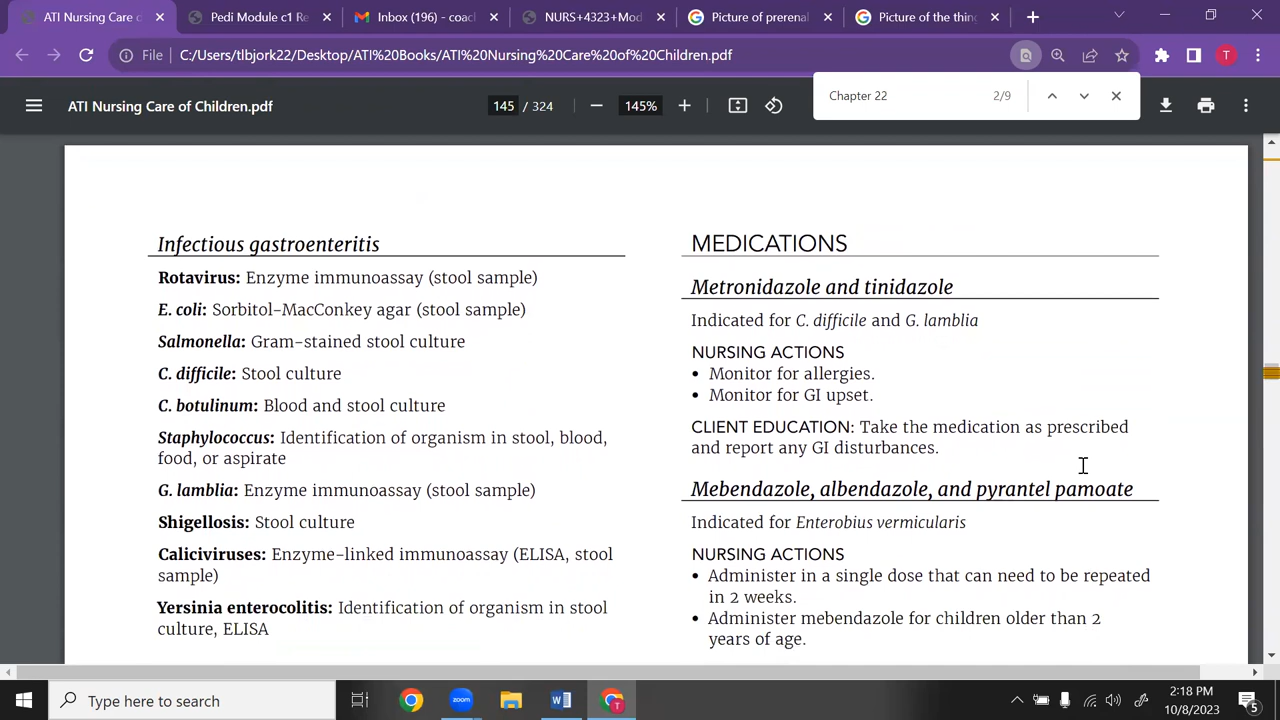 ATI Nursing Care of
Pedi Module c1 Re
Inbox (196) - coacl
NURS+4323+Mod
Picture of prerenal
Picture of the thing
File
C:/Users/tlbjork22/Desktop/ATI%20Books/ATI%20Nursing%20Care%20of%20Children.pdf
T
Chapter 22
2/9
ATI Nursing Care of Children.pdf
145 / 324
145%
Infectious gastroenteritis
Rotavirus: Enzyme immunoassay (stool sample)
E. coli: Sorbitol-MacConkey agar (stool sample)
Salmonella: Gram-stained stool culture
C. difficile: Stool culture
C. botulinum: Blood and stool culture
Staphylococcus: Identification of organism in stool, blood,
food, or aspirate
G. lamblia: Enzyme immunoassay (stool sample)
Shigellosis: Stool culture
Caliciviruses: Enzyme-linked immunoassay (ELISA, stool
sample)
Yersinia enterocolitis: Identification of organism in stool
culture, ELISA
MEDICATIONS
Metronidazole and tinidazole
Indicated for C. difficile and G. lamblia
NURSING ACTIONS
• Monitor for allergies.
• Monitor for GI upset.
CLIENT EDUCATION: Take the medication as prescribed
and report any GI disturbances.
Mebendazole, albendazole, and pyrantel pamoate
Indicated for Enterobius vermicularis
NURSING ACTIONS
• Administer in a single dose that can need to be repeated
in 2 weeks.
• Administer mebendazole for children older than 2
years of age.
Type here to search
zoom
W
T
2:18 PM
10/8/2023
5